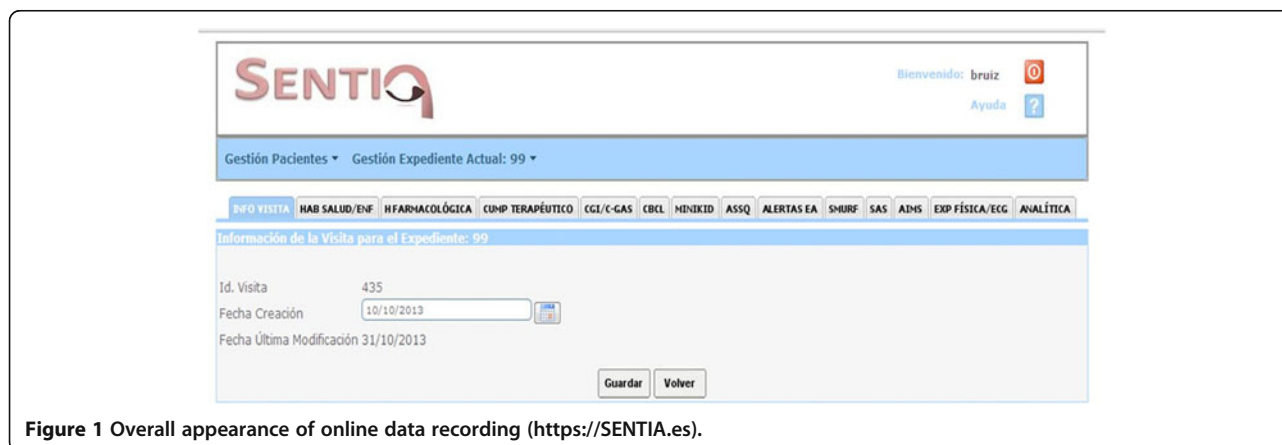 SENTIA
Bienvenido: bruiz
Ayuda
Gestión Pacientes Gestión Expediente Actual: 99
INFO VISITA HAB SALUD/ENF H FARMACOLÓGICA CUMP TERAPÉUTICO CGI/C-GAS CBCL MINIKID ASSQ ALERTAS EA SMURF SAS AIMS EXP FÍSICA/ECG ANALÍTICA
Información de la Visita para el Expediente: 99
Id. Visita 435
Fecha Creación 10/10/2013
Fecha Última Modificación 31/10/2013
Guardar Volver
Figure 1 Overall appearance of online data recording (https://SENTIA.es).